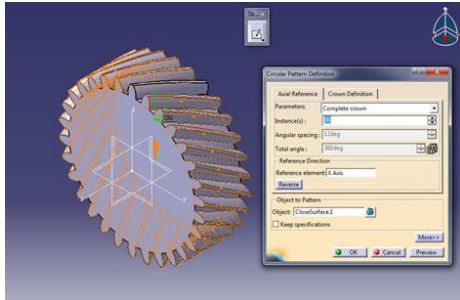 Circular Pattern Definition
Axial Reference
Crown Definition
Parameters:
Complete crown
Instance(s) :
30
Angular spacing :
12deg
Total angle :
360deg
Reference Direction
Reference element:
X Axis
Reverse
Object to Pattern
Object:
CloseSurface.1
Keep specifications
More>>
OK
Cancel
Preview